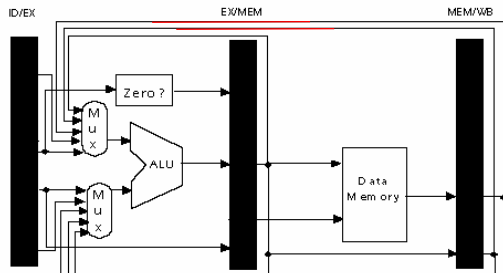 ID/EX
EX/MEM
MEM/WB
Zero?
M
u
x
ALU
M
u
x
Data
Memory